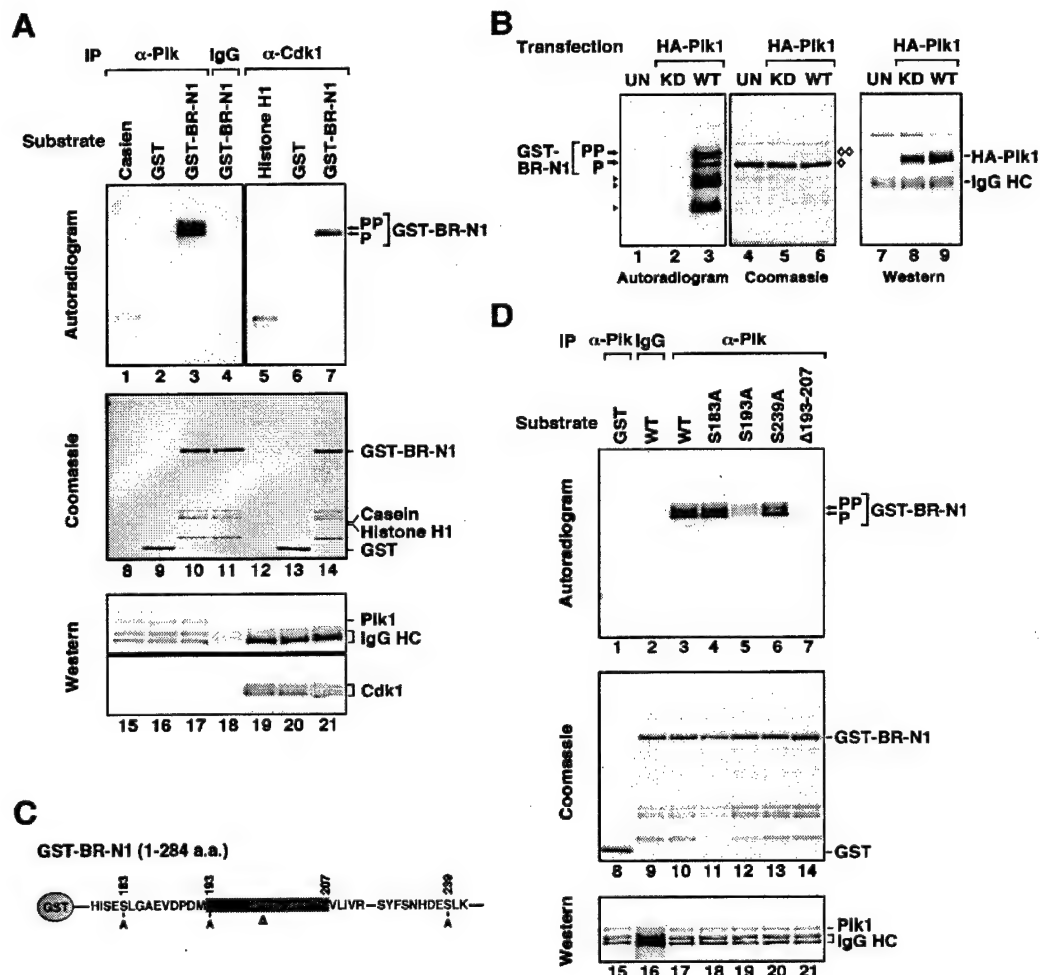 A
IP α-Plk IgG α-Cdk1
Substrate Casien GST GST-BR-N1 GST-BR-N1 Histone H1 GST GST-BR-N1
Autoradiogram
PP
P
GST-BR-N1
1 2 3 4 5 6 7
Coomassie
GST-BR-N1
Casein
Histone H1
GST
8 9 10 11 12 13 14
Western
Plk1
IgG HC
Cdk1
15 16 17 18 19 20 21
B
Transfection HA-Plk1 HA-Plk1 HA-Plk1
UN KD WT UN KD WT UN KD WT
GST-BR-N1
PP
P
HA-Plk1
IgG HC
1 2 3 4 5 6 7 8 9
Autoradiogram Coomassie Western
C
GST-BR-N1 (1-284 a.a.)
183 193 207 239
GST HISESLGAEVDPDM VLIVR SYFSNHDESLK
A A Δ A
D
IP α-Plk IgG α-Plk
Substrate GST WT WT S183A S193A S239A Δ193-207
Autoradiogram
PP
P
GST-BR-N1
1 2 3 4 5 6 7
Coomassie
GST-BR-N1
GST
8 9 10 11 12 13 14
Western
Plk1
IgG HC
15 16 17 18 19 20 21